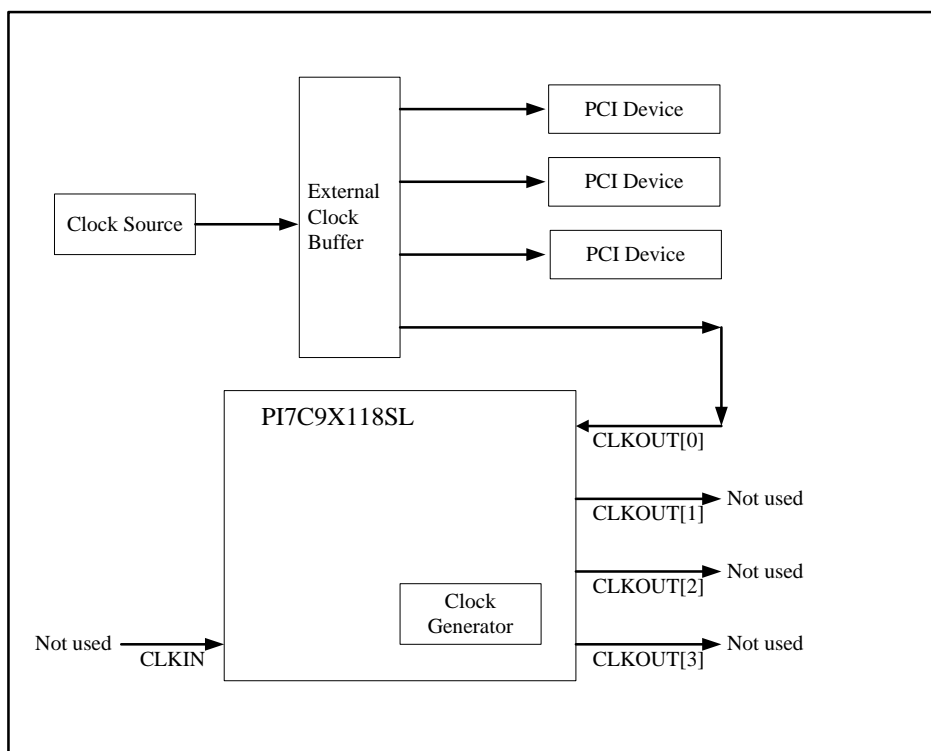 PCI Device
PCI Device
PCI Device
Clock Source
External
Clock
Buffer
PI7C9X118SL
CLKOUT[0]
CLKOUT[1]
Not used
CLKOUT[2]
Not used
Clock
Generator
Not used
CLKIN
CLKOUT[3]
Not used